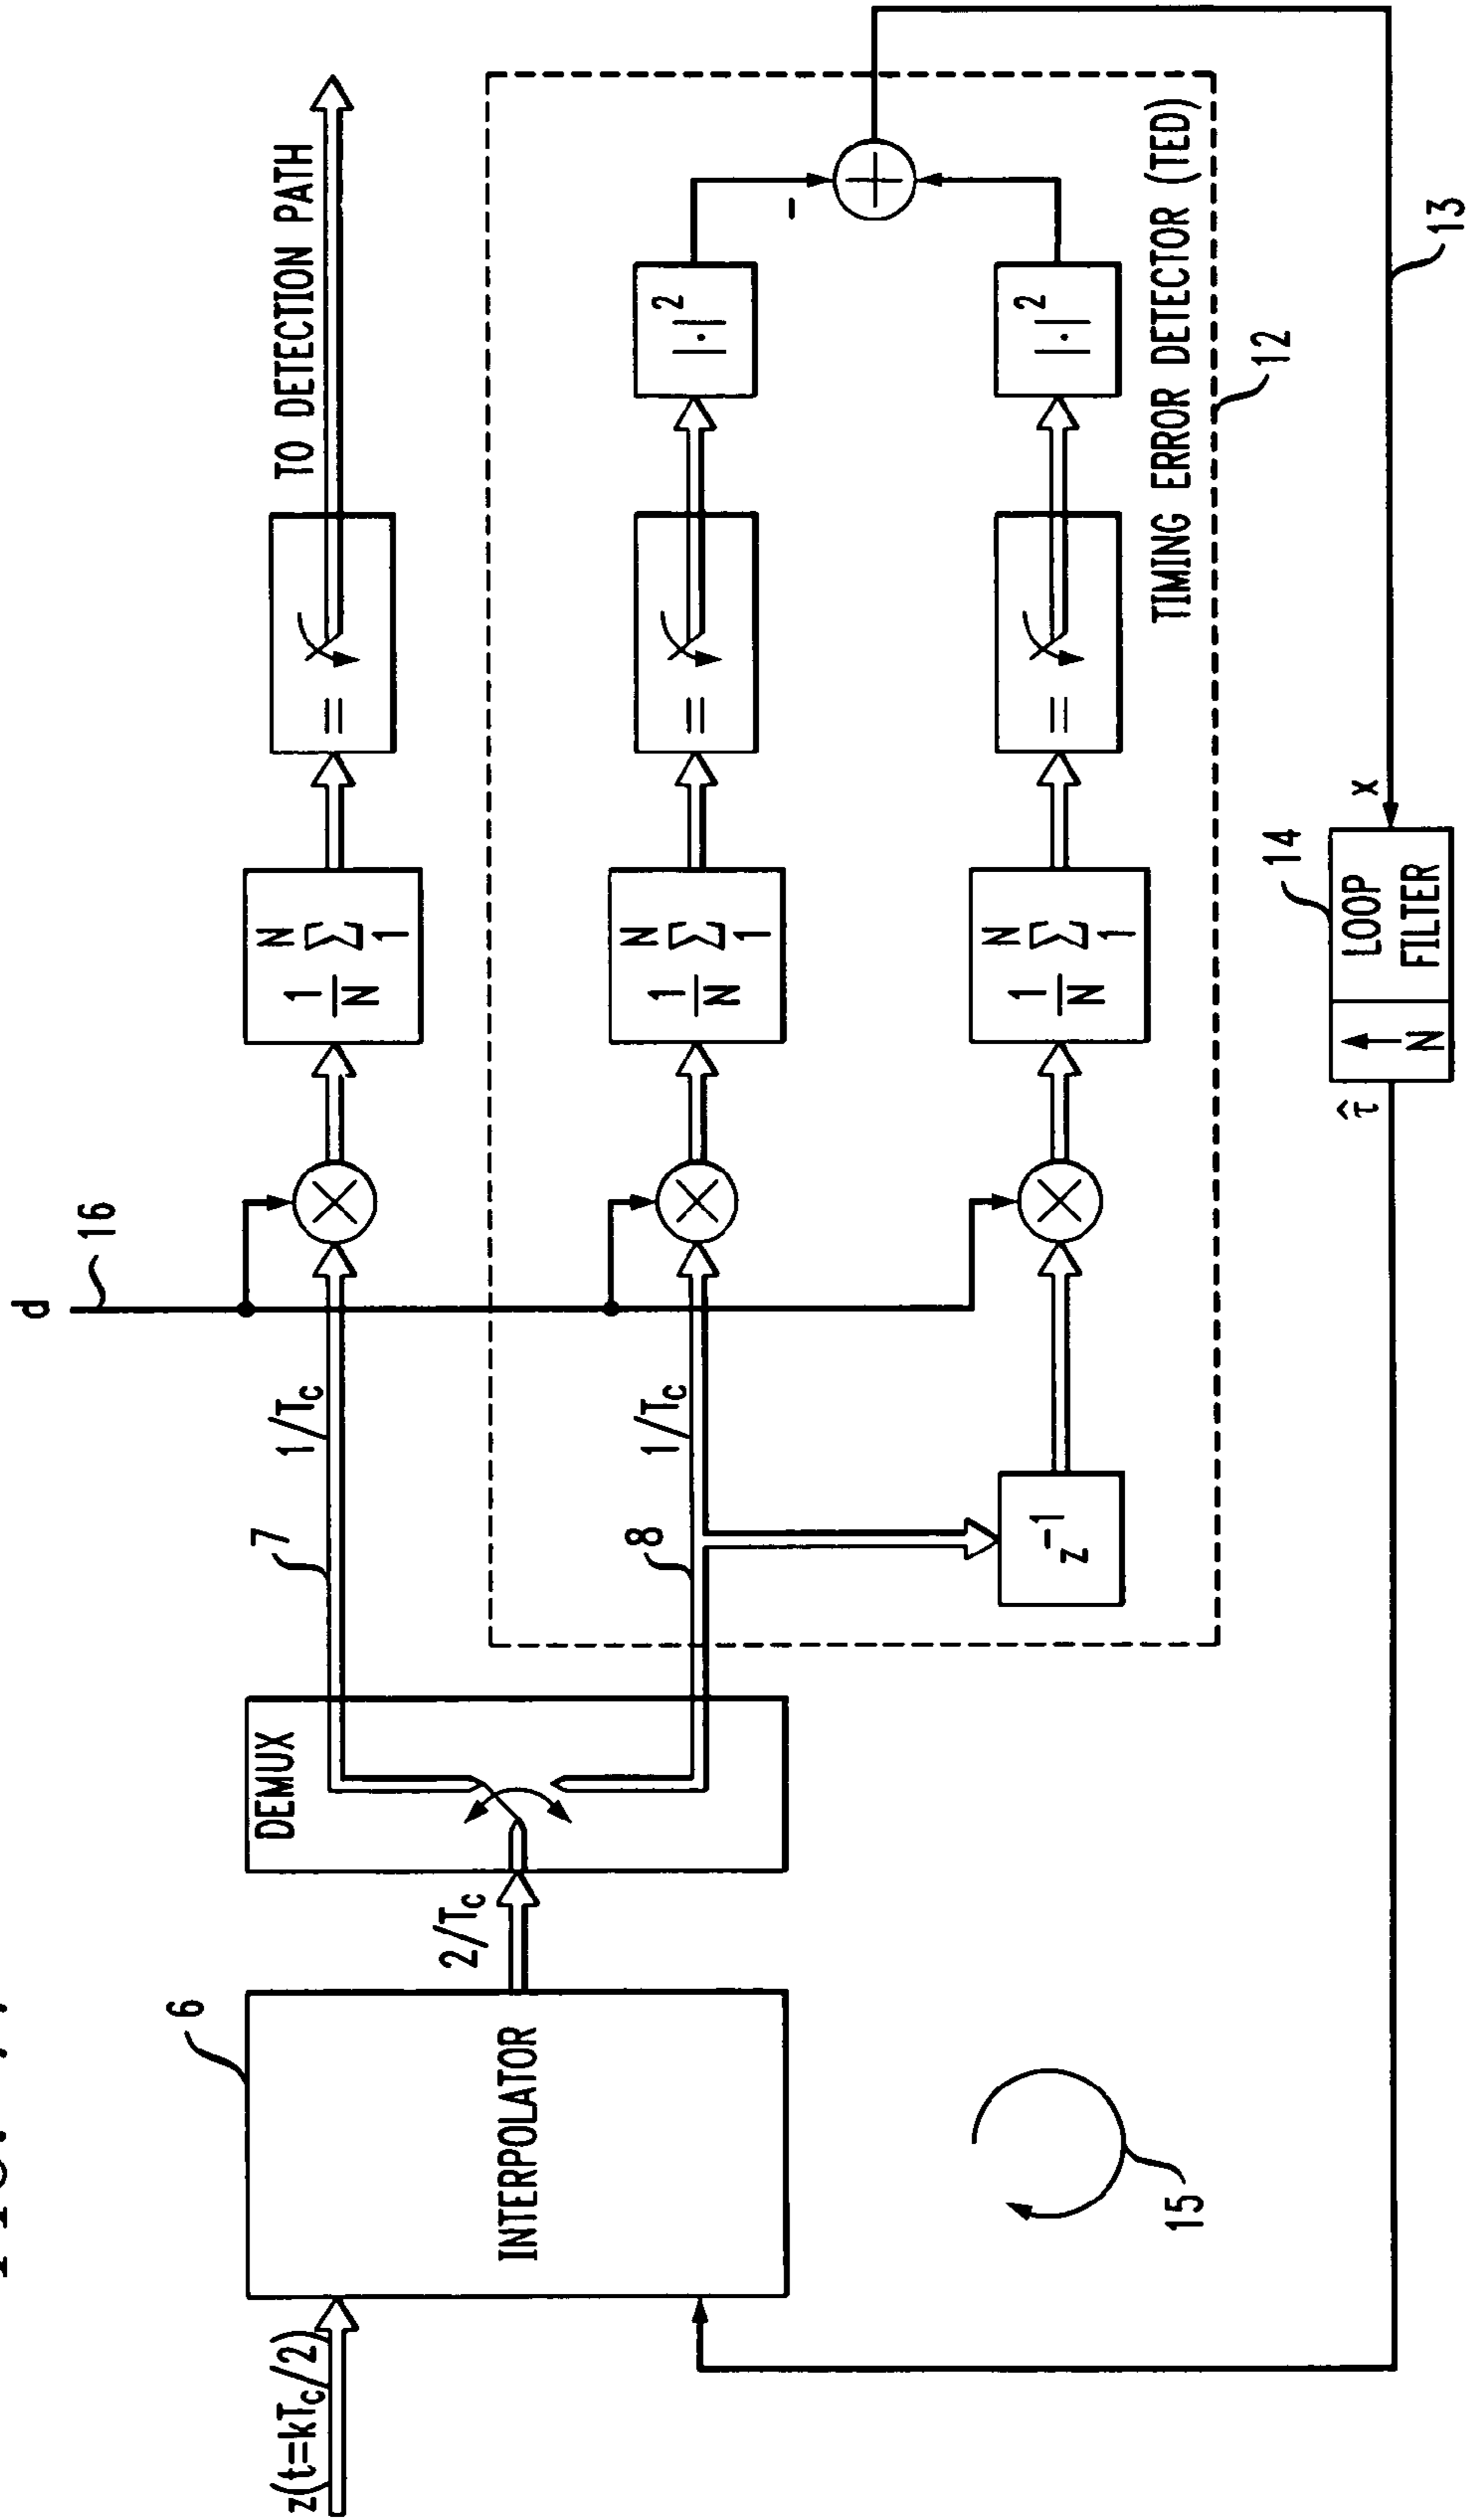 d
16
6
z(t=kTc/2)
INTERPOLATOR
2/Tc
DEMUX
7
1/Tc
1/N Σ N 1
=
TO DETECTION PATH
8
1/Tc
1/N Σ N 1
=
|·|²
-
z⁻¹
1/N Σ N 1
=
|·|²
+
TIMING ERROR DETECTOR (TED)
12
15
τ̂
↑N
LOOP
FILTER
14
x
13